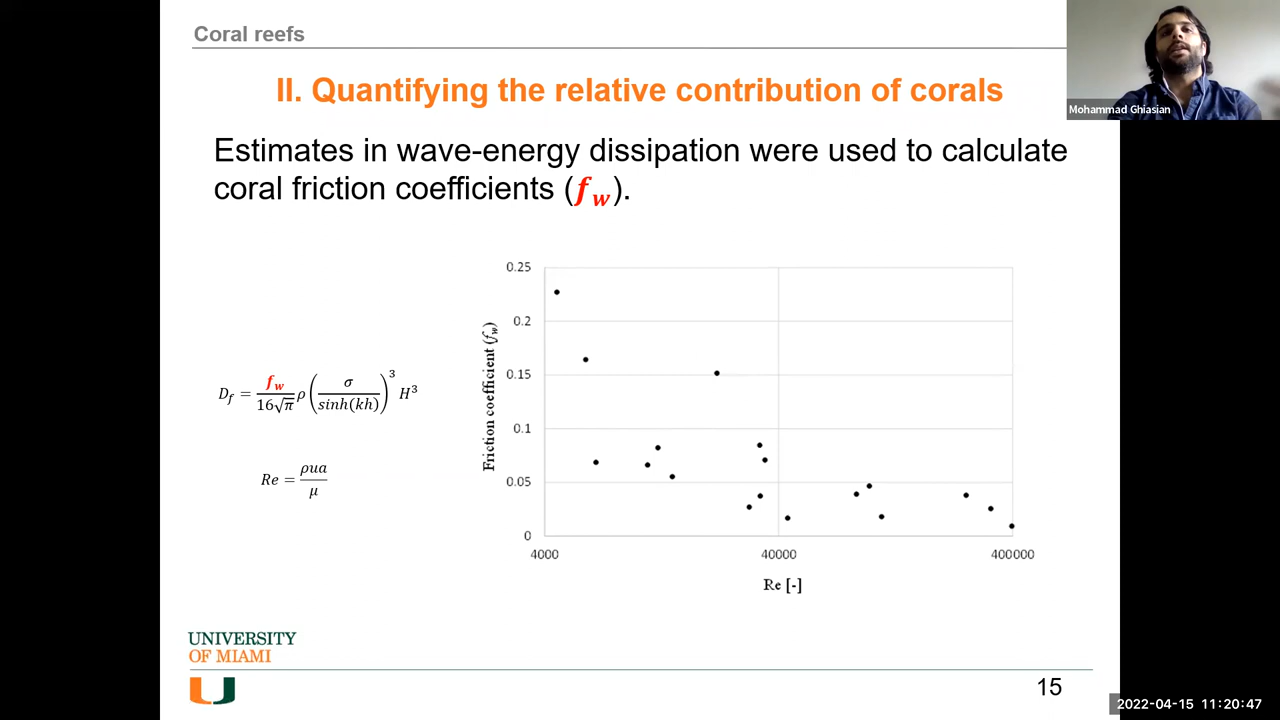 Coral reefs
Mohammad Ghiasian
II. Quantifying the relative contribution of corals
Estimates in wave-energy dissipation were used to calculate
coral friction coefficients (f_w).
0.25
0.2
0.15
0.1
0.05
0
Friction coefficient (f_w)
4000
40000
400000
Re [-]
D_f = f_w/(16√π) ρ (σ/sinh(kh))^3 H^3
Re = ρua/μ
UNIVERSITY
OF MIAMI
U
15
2022-04-15 11:20:47